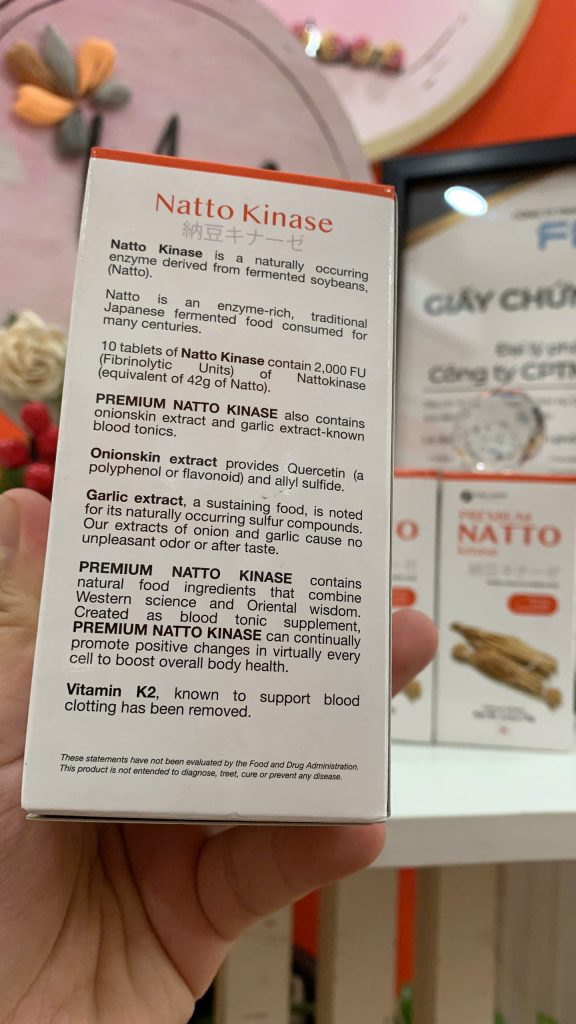 Natto Kinase
納豆キナーゼ
Natto Kinase is a naturally occurring
enzyme derived from fermented soybeans,
(Natto).
Natto is an enzyme-rich, traditional
Japanese fermented food consumed for
many centuries.
10 tablets of Natto Kinase contain 2,000 FU
(Fibrinolytic Units) of Nattokinase
(equivalent of 42g of Natto).
PREMIUM NATTO KINASE also contains
onionskin extract and garlic extract-known
blood tonics.
Onionskin extract provides Quercetin (a
polyphenol or flavonoid) and allyl sulfide.
Garlic extract, a sustaining food, is noted
for its naturally occurring sulfur compounds.
Our extracts of onion and garlic cause no
unpleasant odor or after taste.
PREMIUM NATTO KINASE contains
natural food ingredients that combine
Western science and Oriental wisdom.
Created as blood tonic supplement,
PREMIUM NATTO KINASE can continually
promote positive changes in virtually every
cell to boost overall body health.
Vitamin K2, known to support blood
clotting has been removed.
These statements have not been evaluated by the Food and Drug Administration.
This product is not entended to diagnose, treet, cure or prevent any disease.
GIẤY CHỨN
Đại lý ph
Công ty CPTM
PREMIUM
NATTO
Kinase
納豆キナーゼ